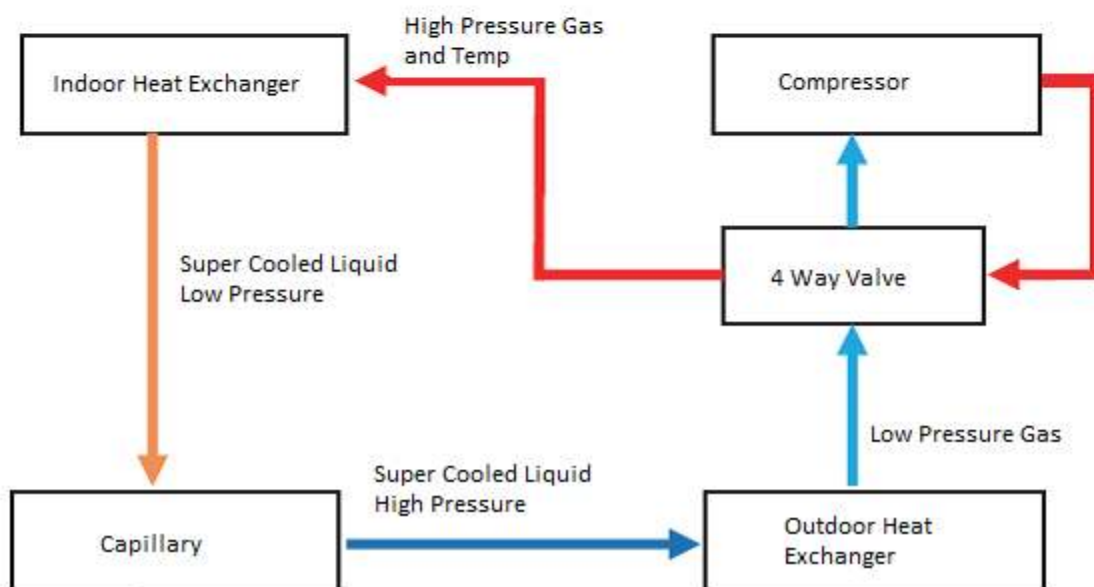 High Pressure Gas
and Temp
Indoor Heat Exchanger
Compressor
Super Cooled Liquid
Low Pressure
4 Way Valve
Low Pressure Gas
Super Cooled Liquid
High Pressure
Capillary
Outdoor Heat
Exchanger